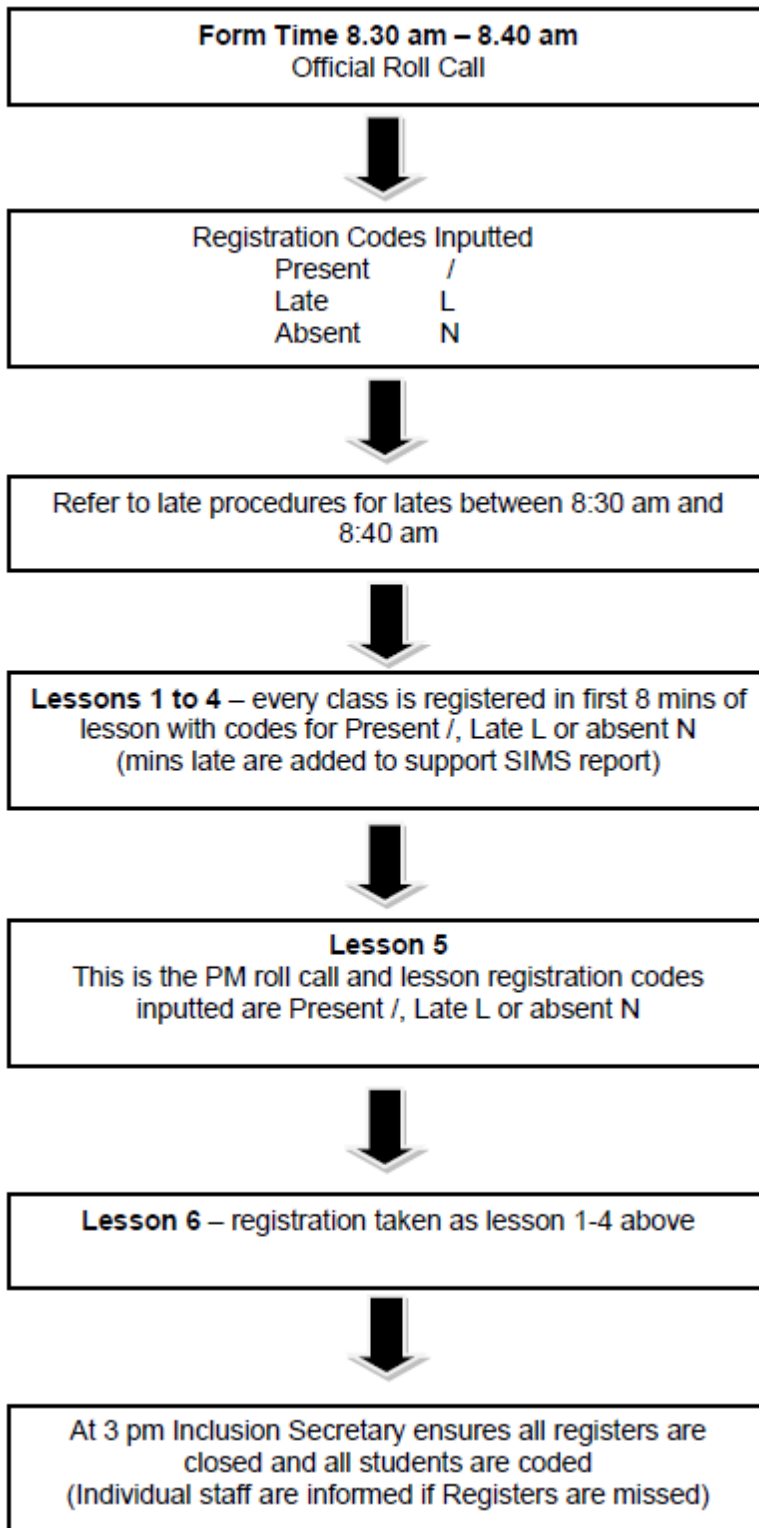 Form Time 8.30 am – 8.40 am
Official Roll Call
Registration Codes Inputted
Present /
Late L
Absent N
Refer to late procedures for lates between 8:30 am and
8:40 am
Lessons 1 to 4 – every class is registered in first 8 mins of
lesson with codes for Present /, Late L or absent N
(mins late are added to support SIMS report)
Lesson 5
This is the PM roll call and lesson registration codes
inputted are Present /, Late L or absent N
Lesson 6 – registration taken as lesson 1-4 above
At 3 pm Inclusion Secretary ensures all registers are
closed and all students are coded
(Individual staff are informed if Registers are missed)